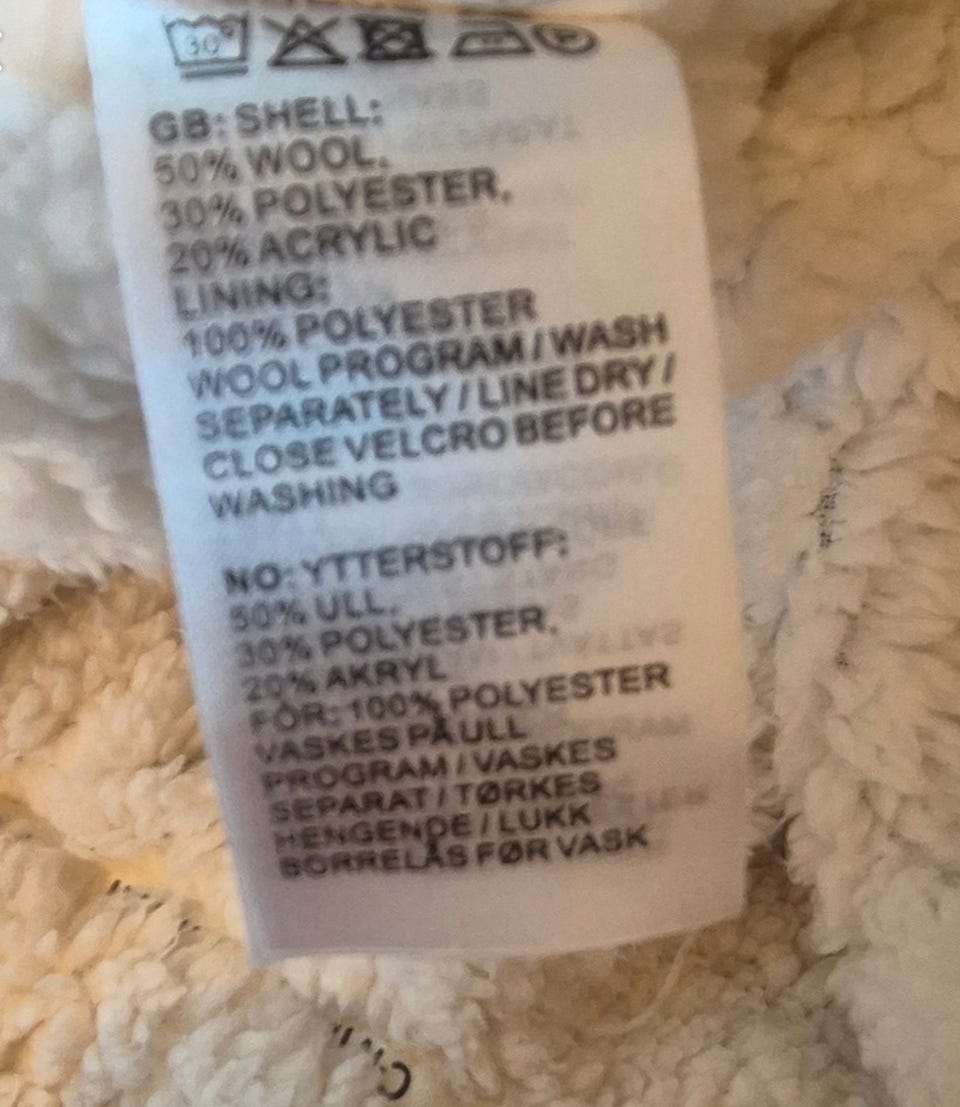 30°
GB: SHELL:
50% WOOL,
30% POLYESTER,
20% ACRYLIC
LINING:
100% POLYESTER
WOOL PROGRAM / WASH
SEPARATELY / LINE DRY /
CLOSE VELCRO BEFORE
WASHING
NO: YTTERSTOFF:
50% ULL,
30% POLYESTER,
20% AKRYL
FÔR: 100% POLYESTER
VASKES PÅ ULL
PROGRAM / VASKES
SEPARAT / TØRKES
HENGENDE / LUKK
BORRELÅS FØR VASK